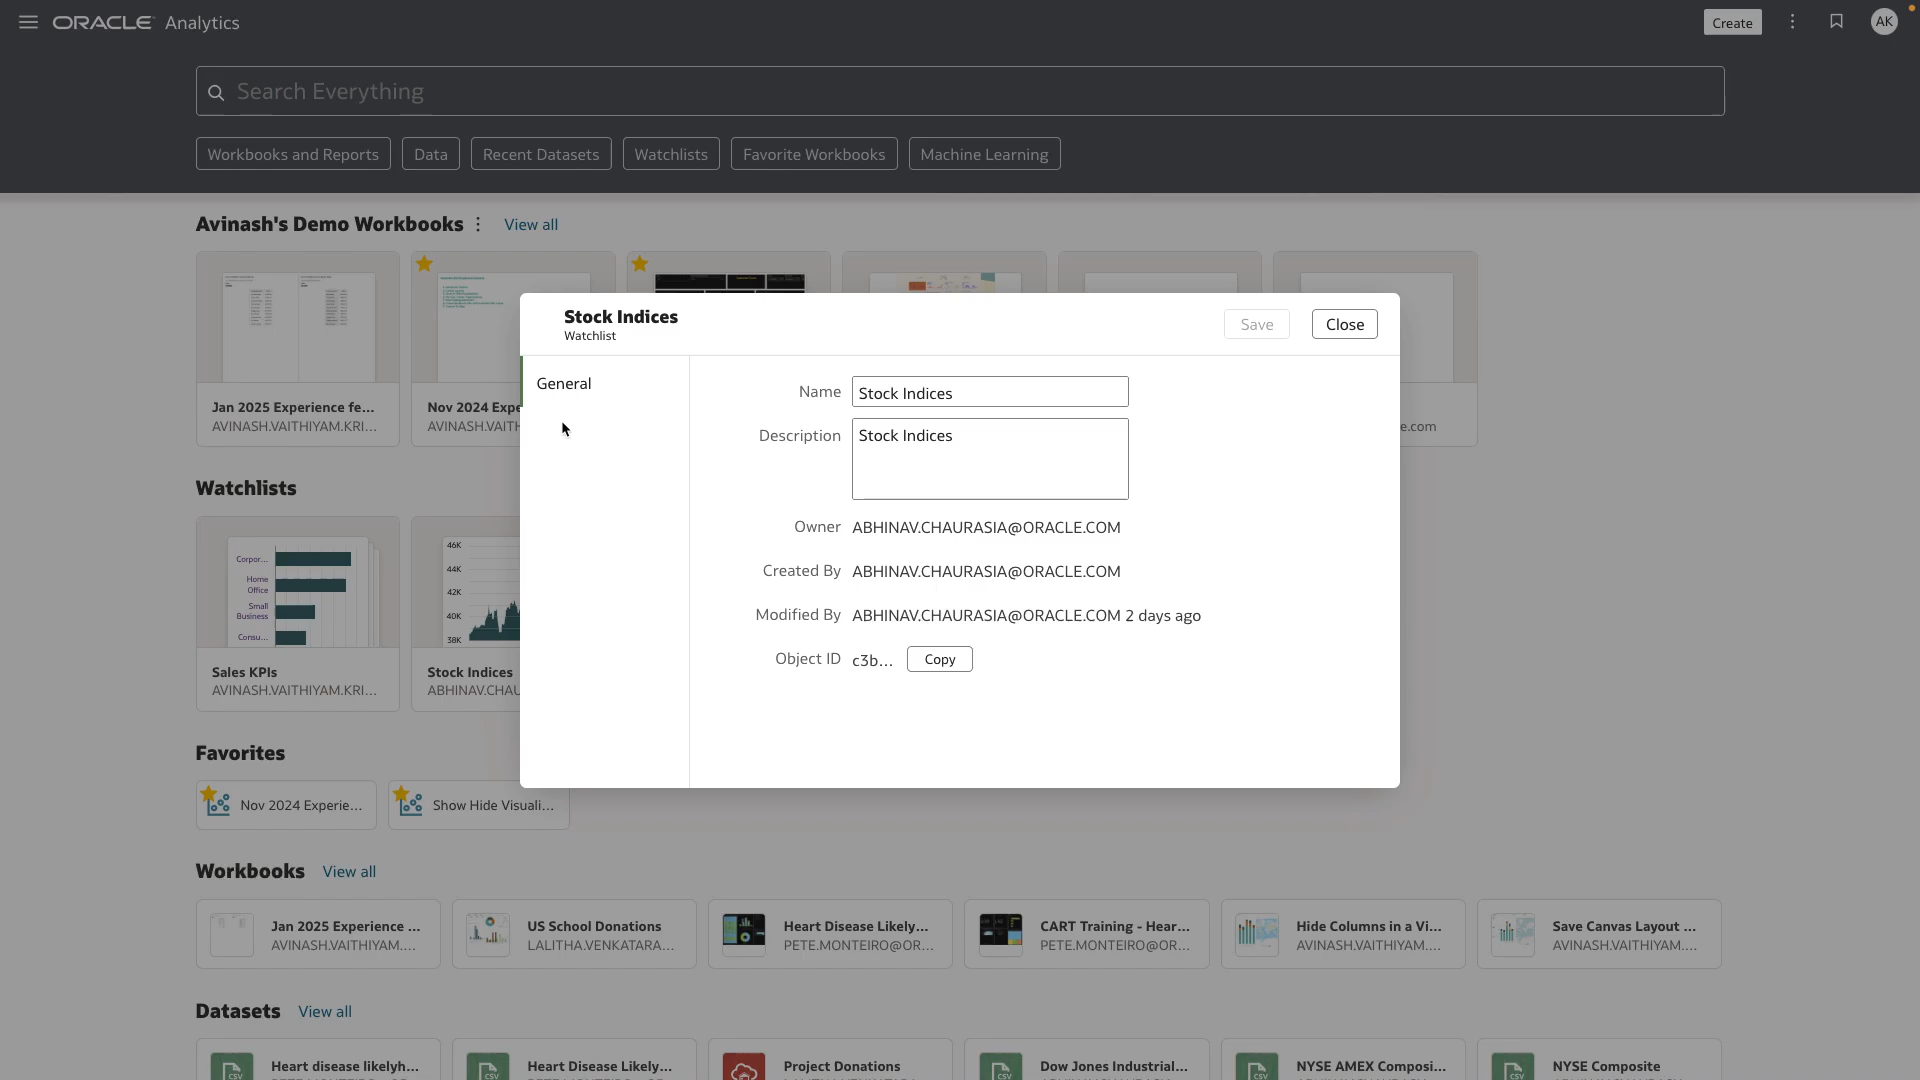 ORACLE Analytics
Create
AK
Search Everything
Workbooks and Reports
Data
Recent Datasets
Watchlists
Favorite Workbooks
Machine Learning
Avinash's Demo Workbooks
View all
Jan 2025 Experience fe...
AVINASH.VAITHIYAM.KRI...
Nov 2024 Expe
AVINASH.VAITH
e.com
Stock Indices
Watchlist
Save
Close
General
Name
Stock Indices
Description
Stock Indices
Owner
ABHINAV.CHAURASIA@ORACLE.COM
Created By
ABHINAV.CHAURASIA@ORACLE.COM
Modified By
ABHINAV.CHAURASIA@ORACLE.COM 2 days ago
Object ID
c3b...
Copy
Watchlists
Corpor...
Home
Office
Small
Business
Consu...
46K
44K
42K
40K
38K
Sales KPIs
AVINASH.VAITHIYAM.KRI...
Stock Indices
ABHINAV.CHAU
Favorites
Nov 2024 Experie...
Show Hide Visuali...
Workbooks
View all
Jan 2025 Experience ...
AVINASH.VAITHIYAM....
US School Donations
LALITHA.VENKATARA...
Heart Disease Likely...
PETE.MONTEIRO@OR...
CART Training - Hear...
PETE.MONTEIRO@OR...
Hide Columns in a Vi...
AVINASH.VAITHIYAM....
Save Canvas Layout ...
AVINASH.VAITHIYAM....
Datasets
View all
Heart disease likelyh...
CSV
Heart Disease Likely...
CSV
Project Donations
Dow Jones Industrial...
CSV
NYSE AMEX Composi...
CSV
NYSE Composite
CSV